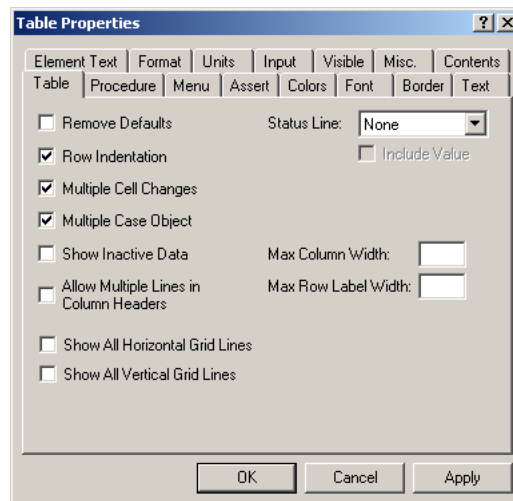 Table Properties
Element Text Format Units Input Visible Misc. Contents
Table Procedure Menu Assert Colors Font Border Text
Remove Defaults Status Line: None
Row Indentation Include Value
Multiple Cell Changes
Multiple Case Object
Show Inactive Data Max Column Width:
Allow Multiple Lines in
Column Headers Max Row Label Width:
Show All Horizontal Grid Lines
Show All Vertical Grid Lines
OK Cancel Apply